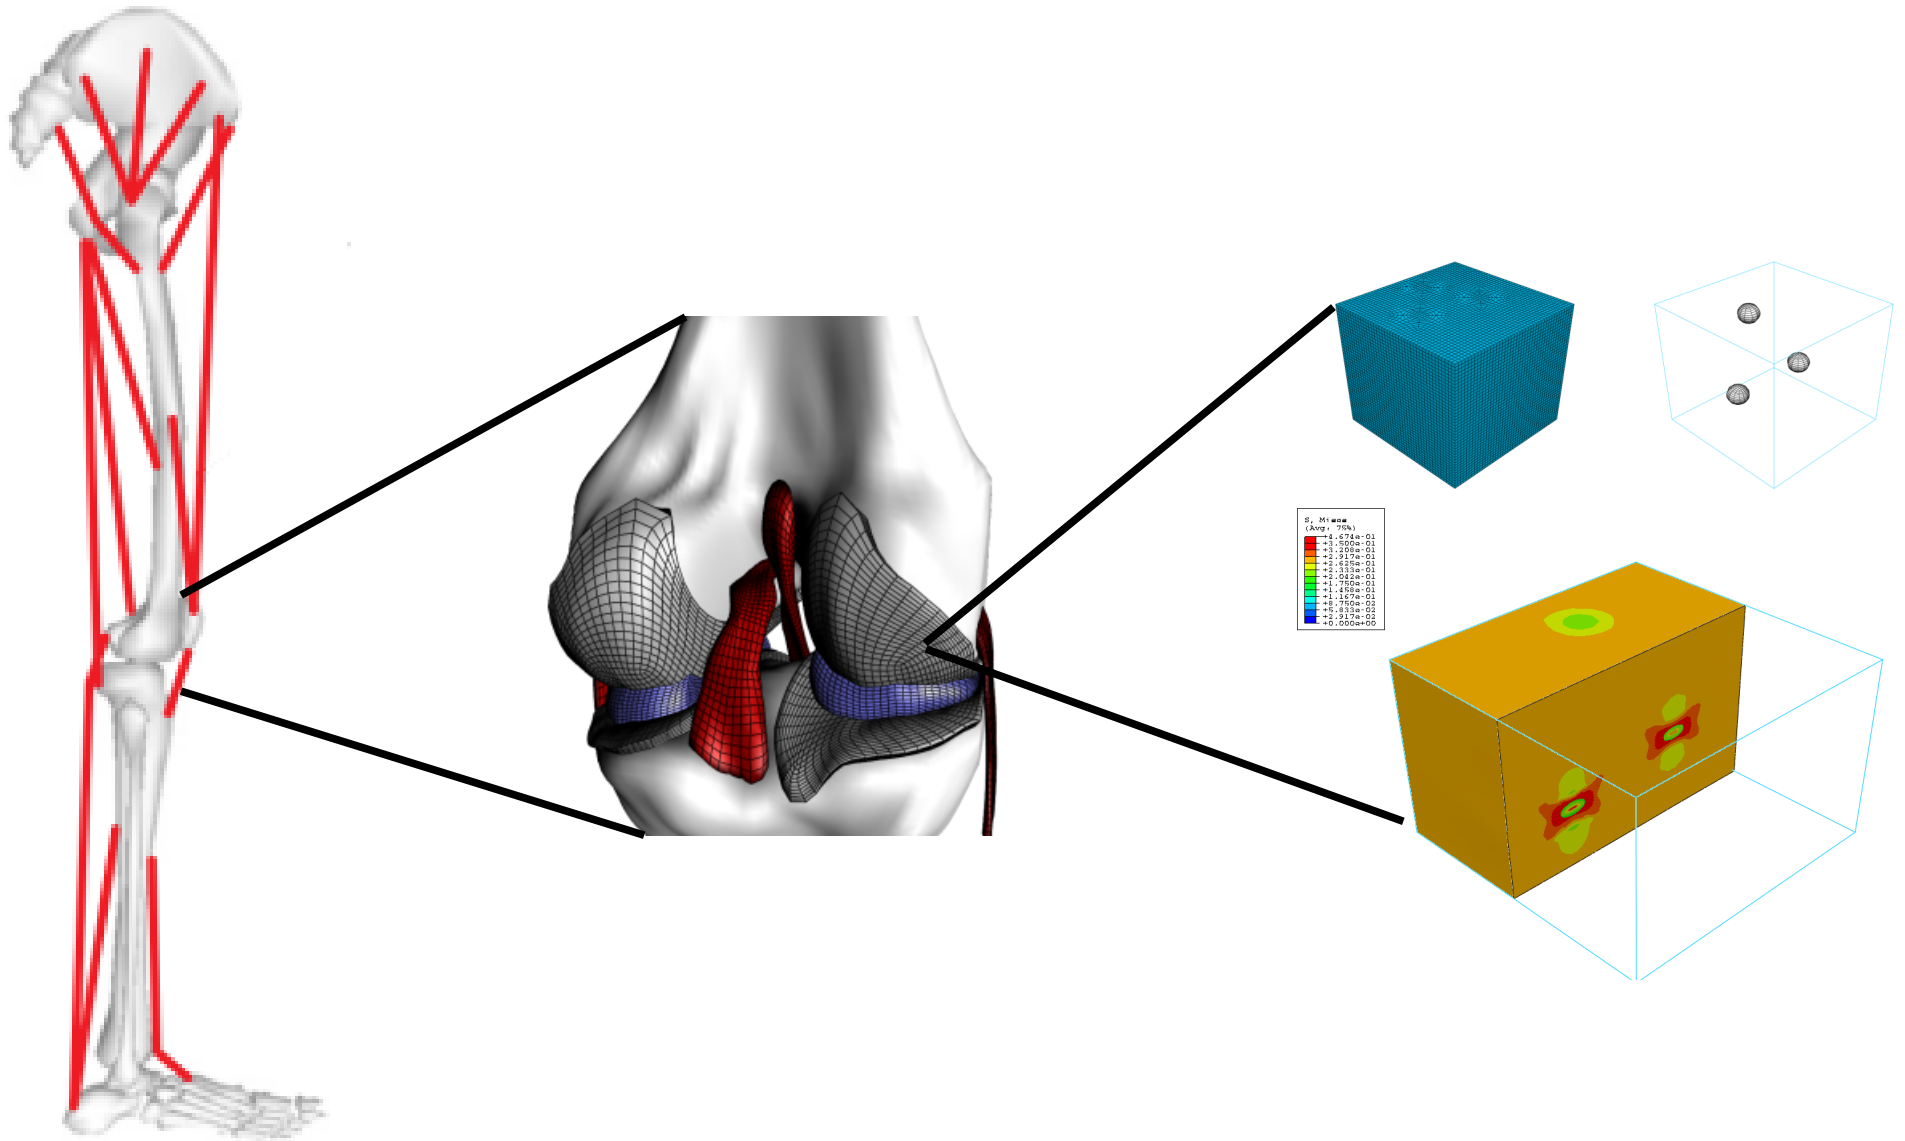 S, Mises
(Avg: 75%)
+4.674e-01
+3.500e-01
+3.208e-01
+2.917e-01
+2.625e-01
+2.333e-01
+2.042e-01
+1.750e-01
+1.458e-01
+1.167e-01
+8.750e-02
+5.833e-02
+2.917e-02
+0.000e+00